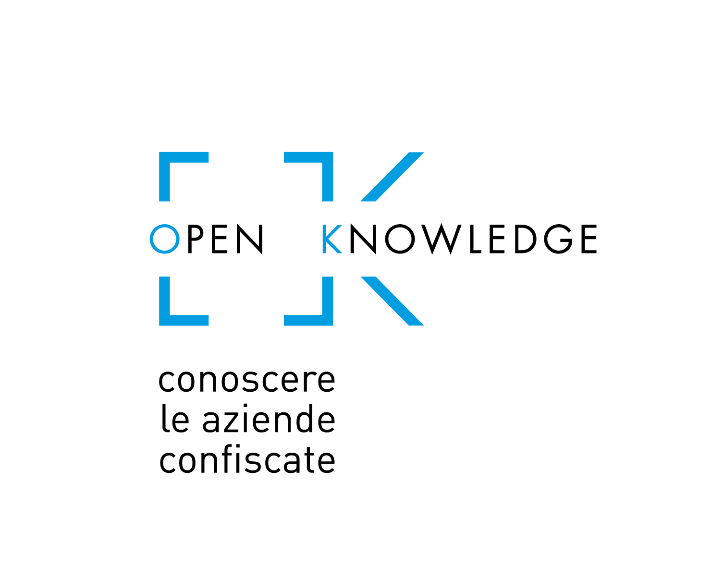 OPEN KNOWLEDGE
conoscere
le aziende
confiscate